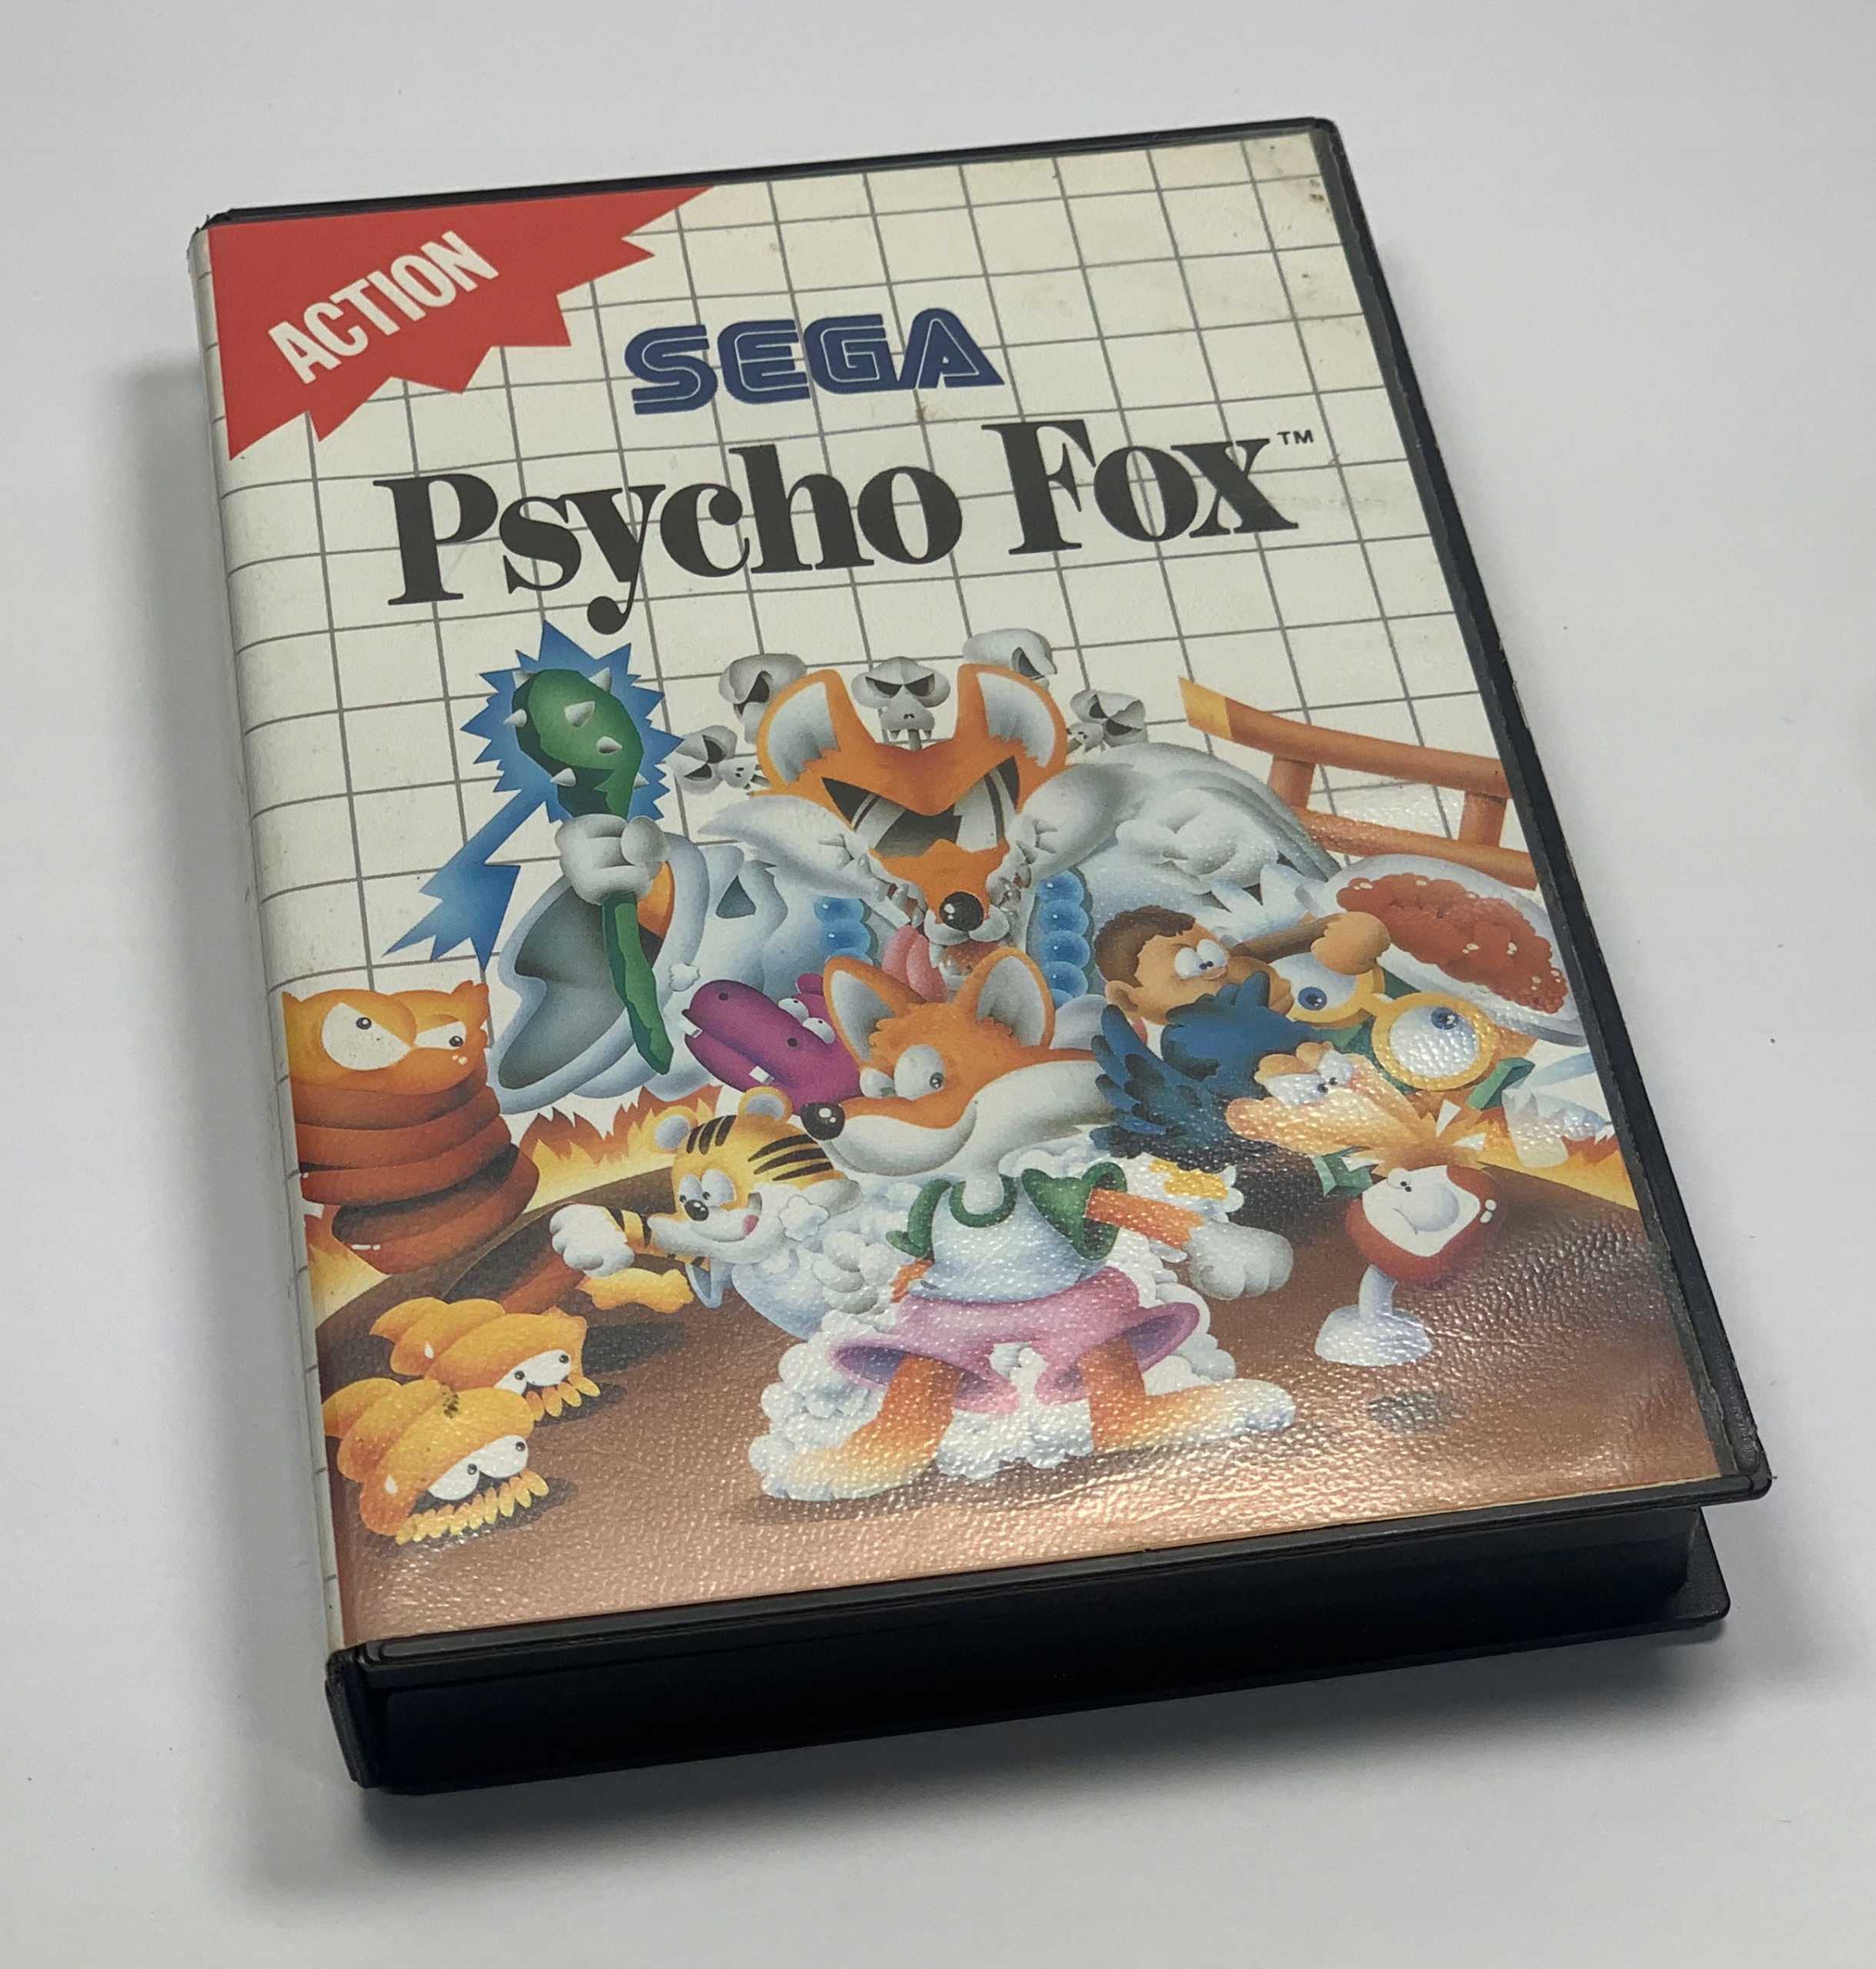 ACTION
SEGA
Psycho Fox™